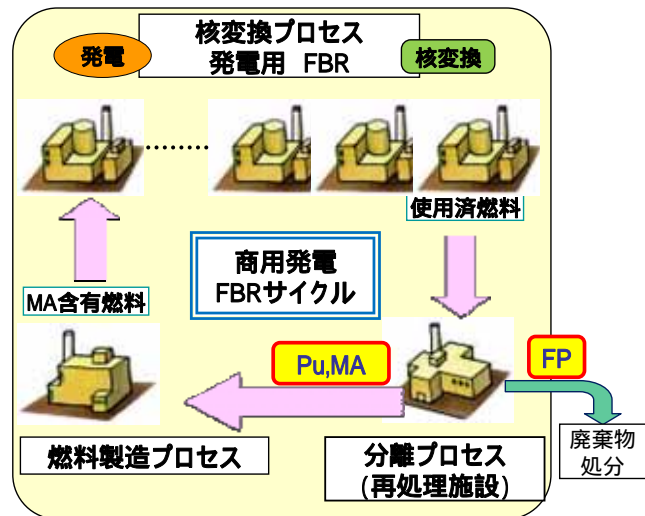 核変換プロセス
発電用 FBR
発電
核変換
使用済燃料
商用発電
FBRサイクル
MA含有燃料
Pu,MA
FP
燃料製造プロセス
分離プロセス
(再処理施設)
廃棄物
処分